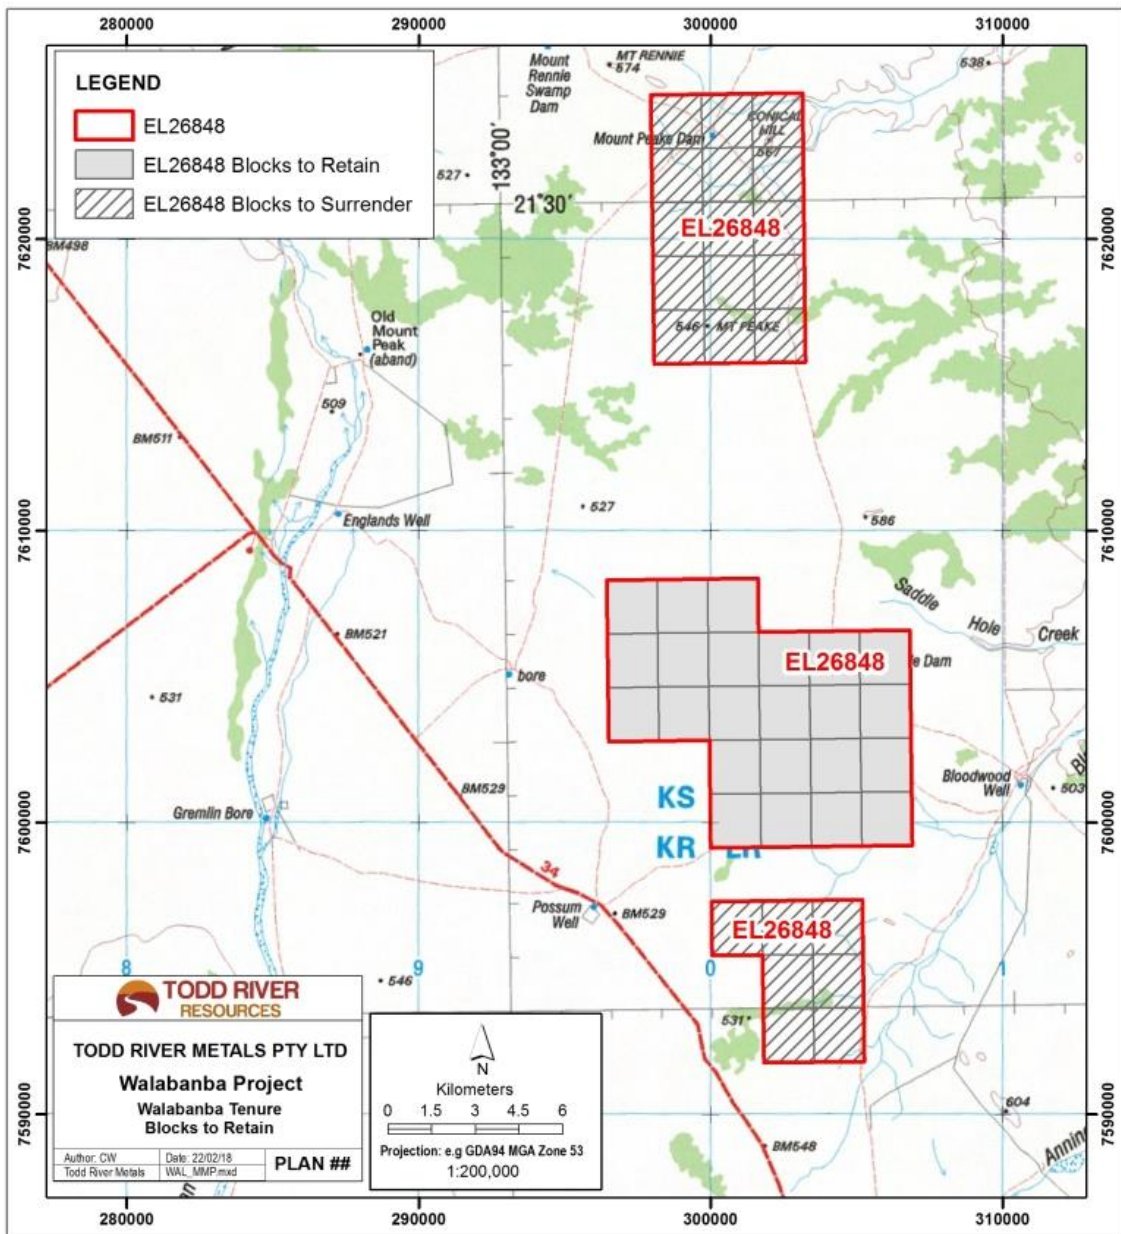 280000
290000
300000
310000
LEGEND
EL26848
EL26848 Blocks to Retain
EL26848 Blocks to Surrender
7620000
7620000
7610000
7610000
7600000
7600000
7590000
7590000
Mount
Rennie
Swamp
Dam
MT RENNIE
574
538
Mount Peake Dam
CONICAL
HILL
567
527
133°00'
21°30'
EL26848
BM498
546
MT PEAKE
Old
Mount
Peak
(aband)
509
BM511
Englands Well
527
586
Saddle
Hole
Creek
BM521
bore
EL26848
Dam
531
BM529
KS
KR
LR
Bloodwood
Well
503
Gremlin Bore
34
Possum
Well
BM529
EL26848
8
9
0
1
546
531
604
BM548
TODD RIVER
RESOURCES
TODD RIVER METALS PTY LTD
Walabanba Project
Walabanba Tenure
Blocks to Retain
Author: CW
Date: 22/02/18
Todd River Metals
WAL_MMP.mxd
PLAN ##
N
Kilometers
0 1.5 3 4.5 6
Projection: e.g GDA94 MGA Zone 53
1:200,000
280000
290000
300000
310000